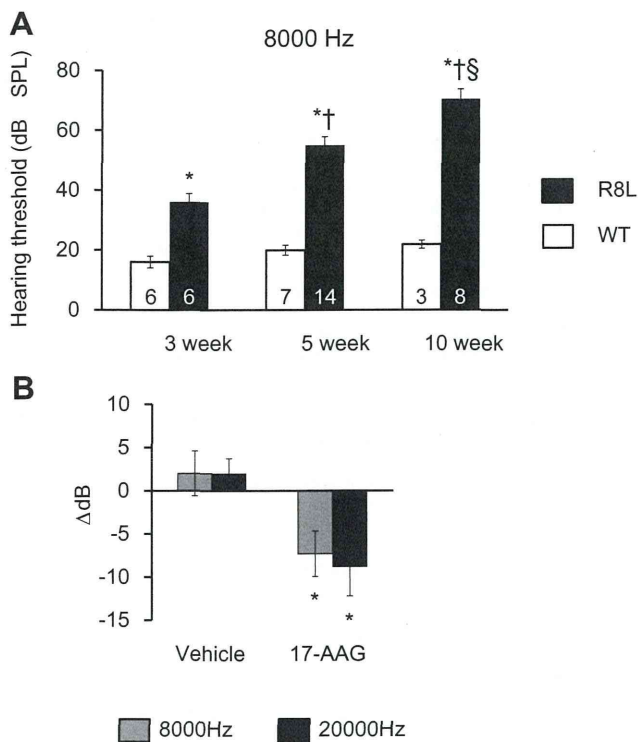 A
8000 Hz
Hearing threshold (dB SPL)
80
60
40
20
0
*
*†
*†§
6 6 7 14 3 8
3 week 5 week 10 week
R8L
WT
B
ΔdB
10
5
0
-5
-10
-15
* *
Vehicle 17-AAG
8000Hz 20000Hz